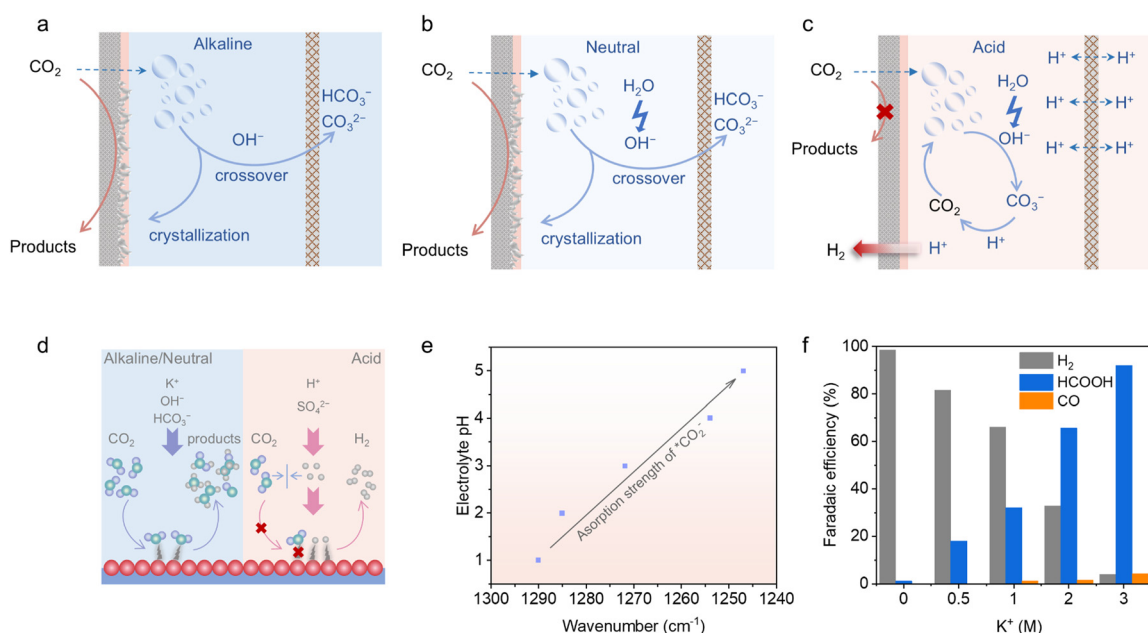 a
Alkaline
CO₂
OH⁻
HCO₃⁻
CO₃²⁻
crossover
crystallization
Products
b
Neutral
CO₂
H₂O
OH⁻
HCO₃⁻
CO₃²⁻
crossover
crystallization
Products
c
Acid
CO₂
H₂O
OH⁻
H⁺ H⁺
H⁺ H⁺
H⁺ H⁺
Products
CO₂
CO₃⁻
H⁺
H₂
H⁺
d
Alkaline/Neutral
K⁺
OH⁻
HCO₃⁻
CO₂
products
Acid
H⁺
SO₄²⁻
CO₂
H₂
e
Electrolyte pH
5
4
3
2
1
Asorption strength of *CO₂⁻
1300 1290 1280 1270 1260 1250 1240
Wavenumber (cm⁻¹)
f
Faradaic efficiency (%)
100
80
60
40
20
0
H₂
HCOOH
CO
0 0.5 1 2 3
K⁺ (M)